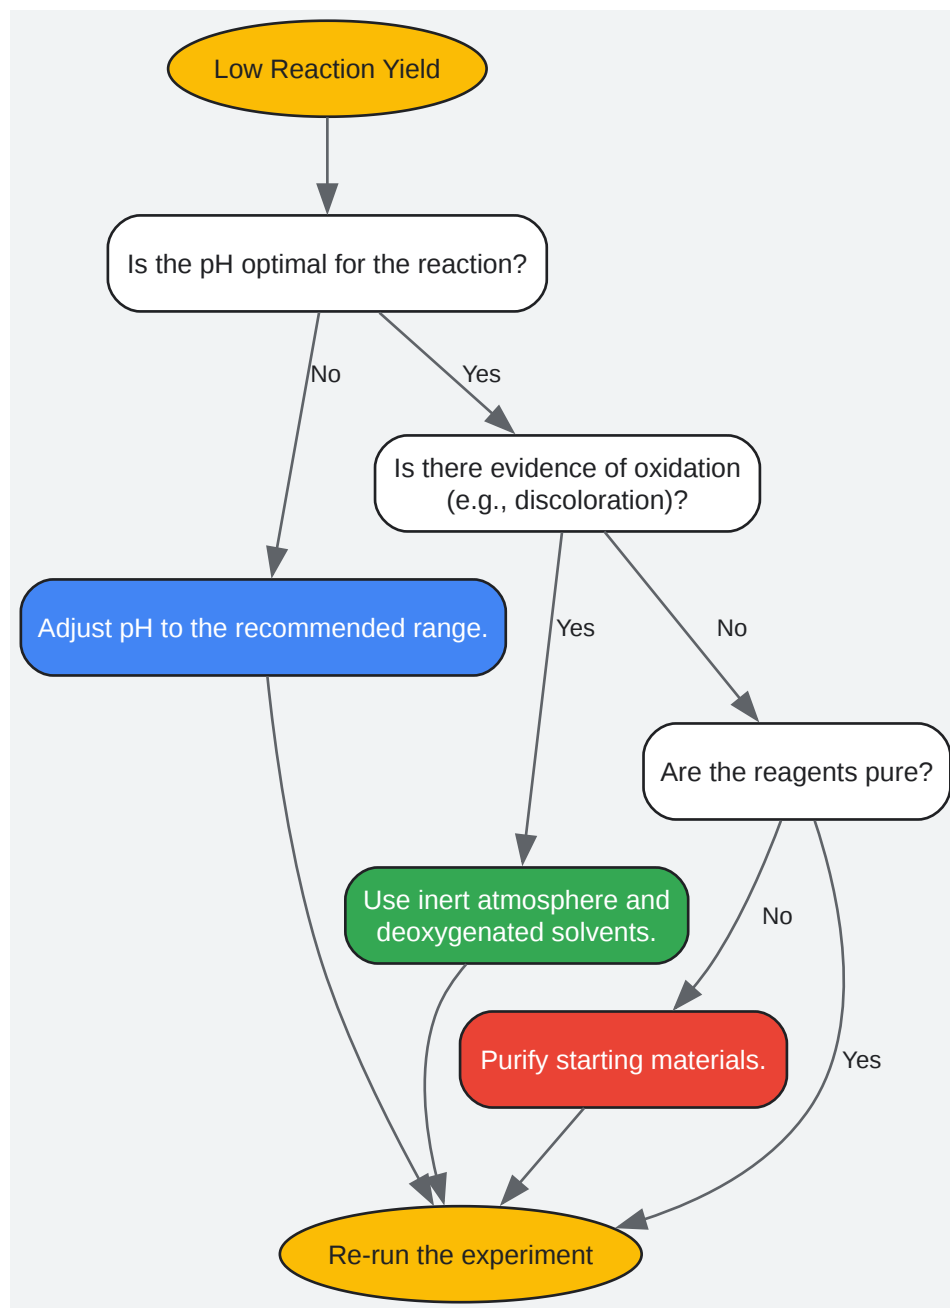 Low Reaction Yield
Is the pH optimal for the reaction?
No
Yes
Is there evidence of oxidation
(e.g., discoloration)?
Adjust pH to the recommended range.
Yes
No
Are the reagents pure?
Use inert atmosphere and
deoxygenated solvents.
No
Purify starting materials.
Yes
Re-run the experiment